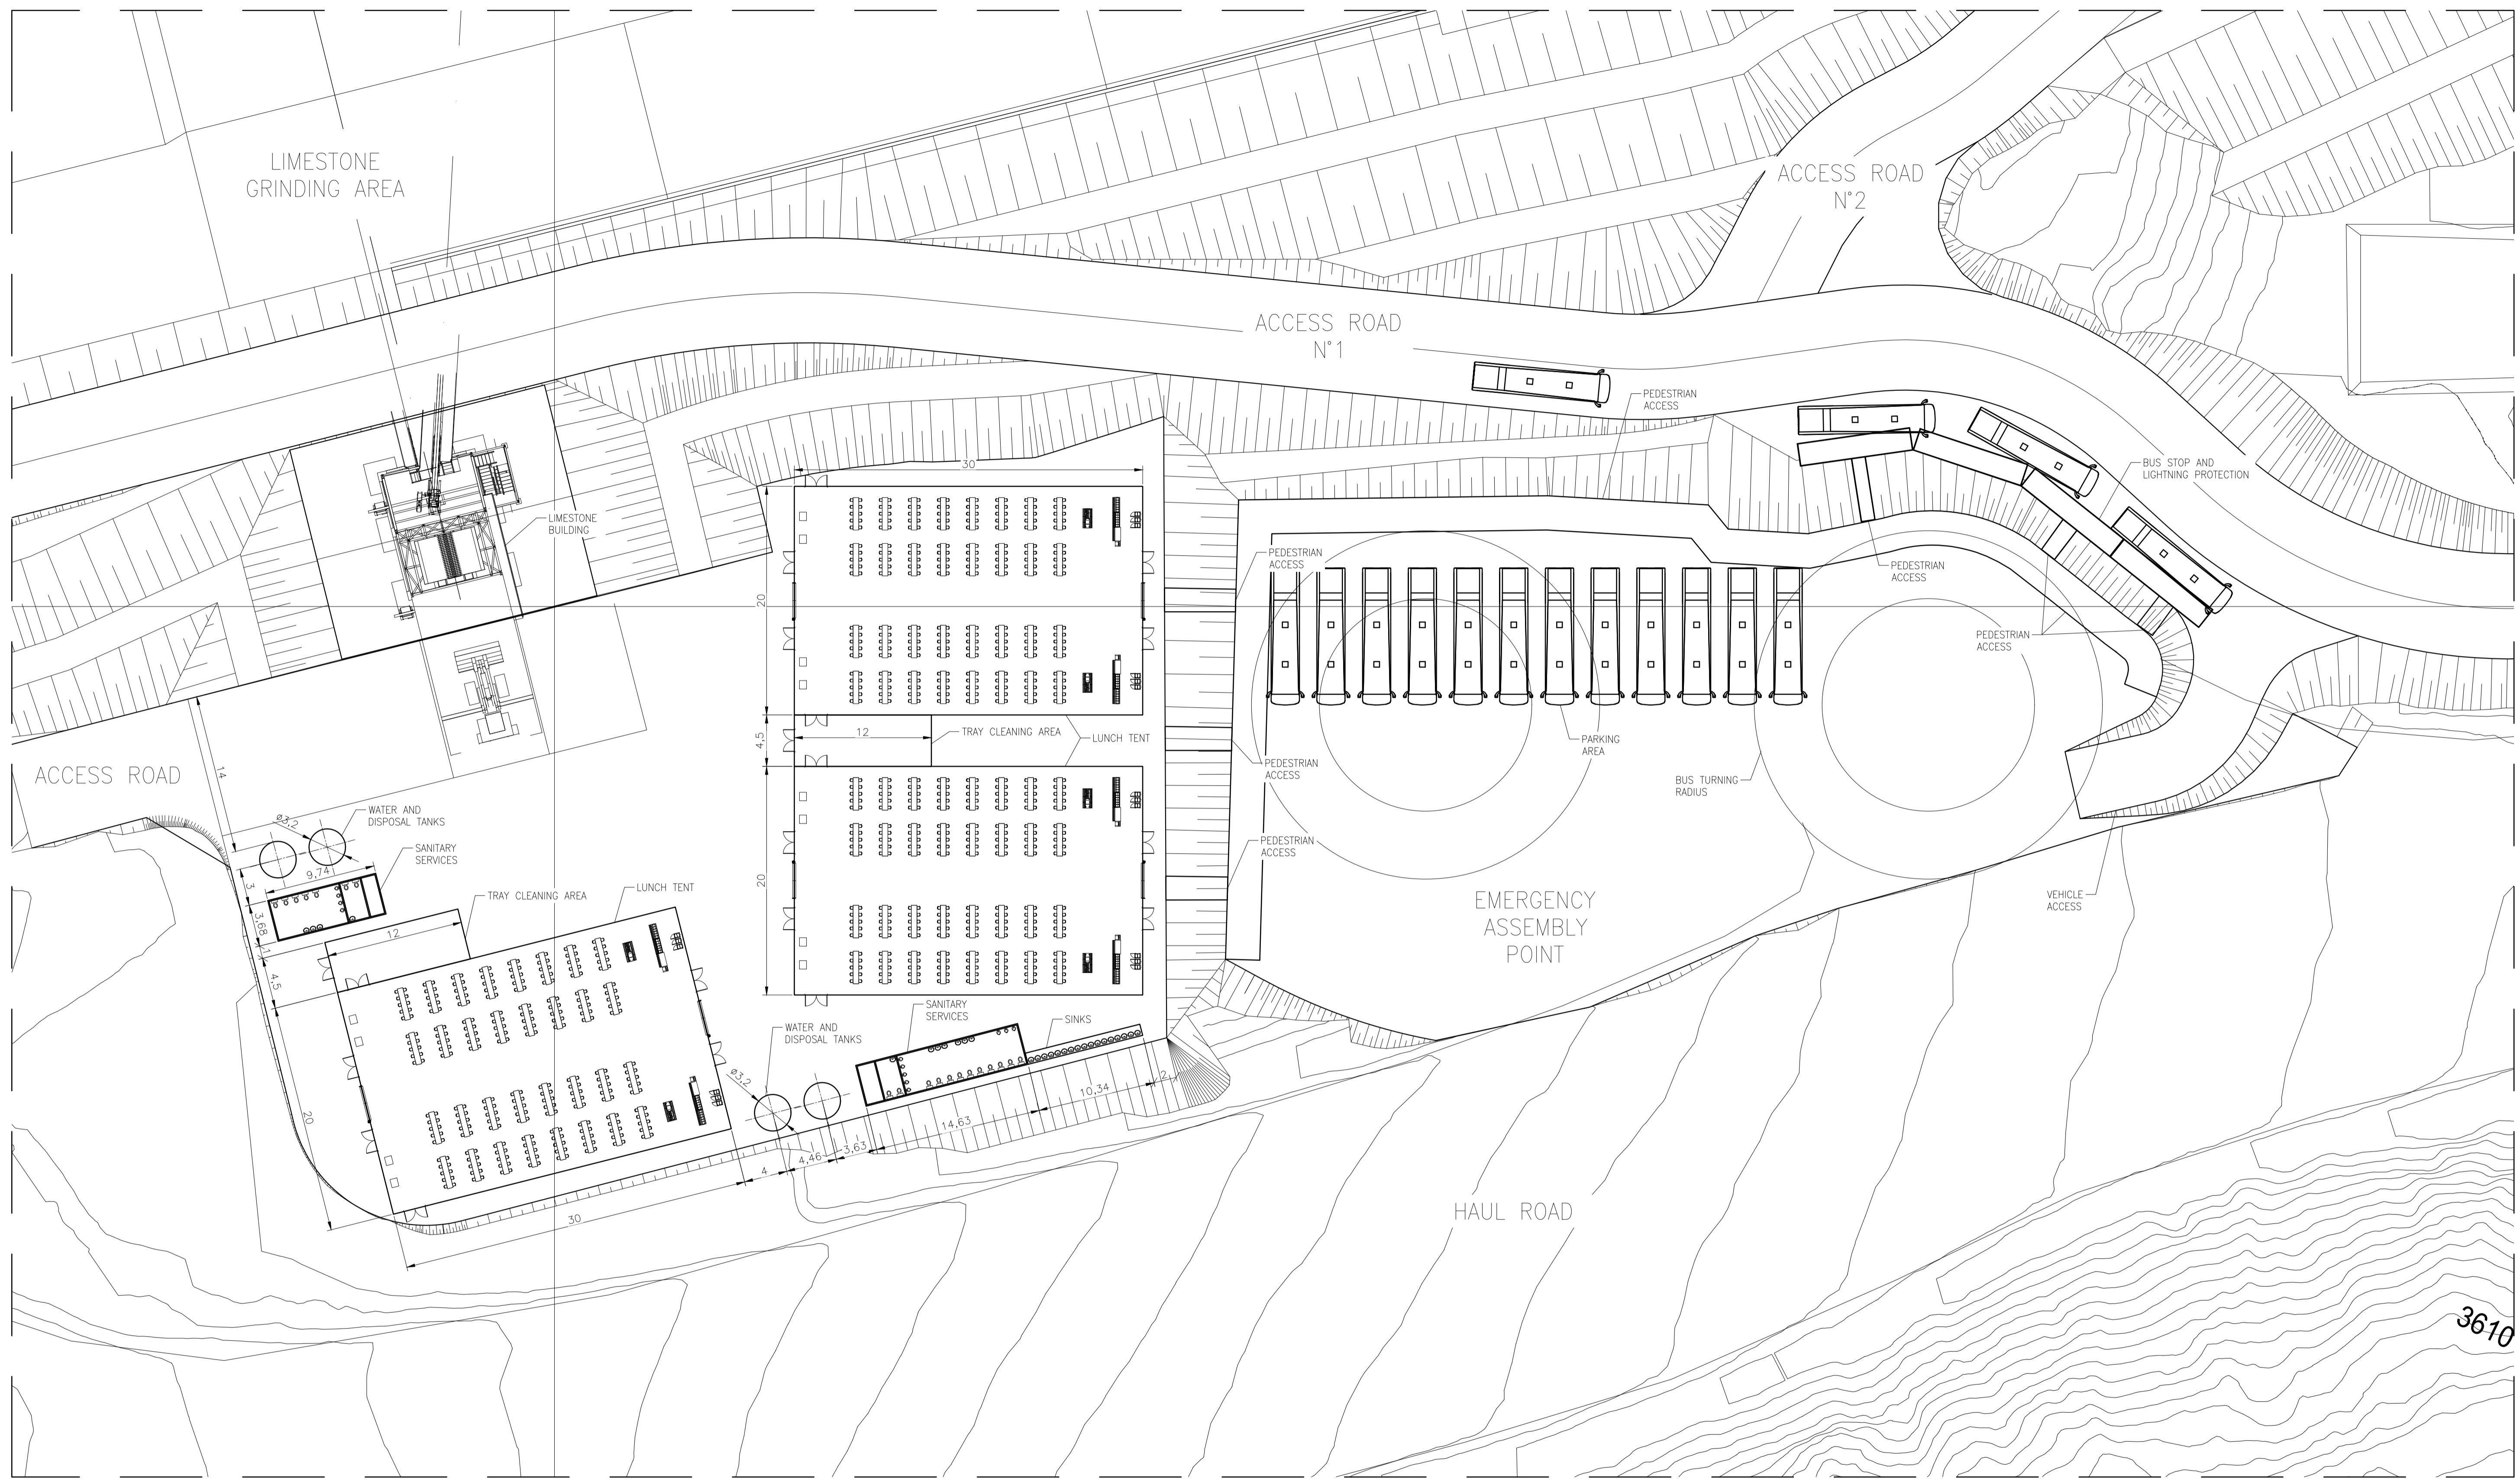 LIMESTONE
GRINDING AREA
ACCESS ROAD
N°2
ACCESS ROAD
N°1
PEDESTRIAN
ACCESS
BUS STOP AND
LIGHTNING PROTECTION
30
LIMESTONE
BUILDING
PEDESTRIAN
ACCESS
PEDESTRIAN
ACCESS
20
PEDESTRIAN
ACCESS
4,5
12
TRAY CLEANING AREA
LUNCH TENT
PARKING
AREA
PEDESTRIAN
ACCESS
BUS TURNING
RADIUS
ACCESS ROAD
14
WATER AND
DISPOSAL TANKS
ø3,2
SANITARY
SERVICES
9,74
3
3,68
1
4,5
12
TRAY CLEANING AREA
LUNCH TENT
20
PEDESTRIAN
ACCESS
VEHICLE
ACCESS
EMERGENCY
ASSEMBLY
POINT
20
SANITARY
SERVICES
SINKS
WATER AND
DISPOSAL TANKS
ø3,2
10,34
2
14,63
3,63
4,46
4
30
HAUL ROAD
3610